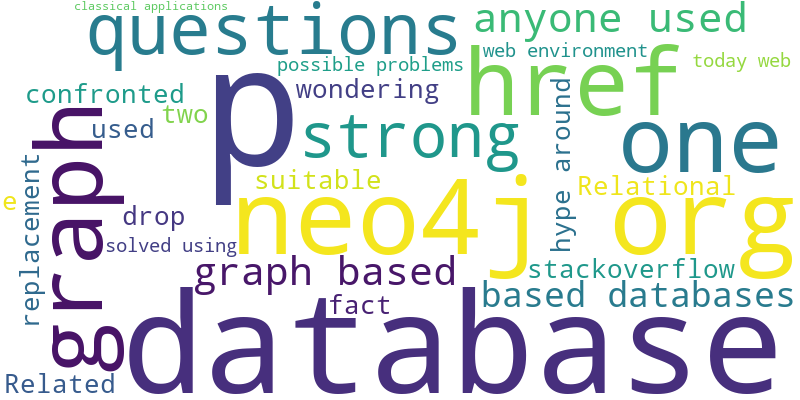 classical applications
questions
anyone used
web environment
possible problems
today web
p
href
confronted
wondering
two
used
strong
one
hype around
graph
suitable
Relational
e
replacement
drop
neo4j
org
solved using
graph based
stackoverflow
fact
based databases
database
Related